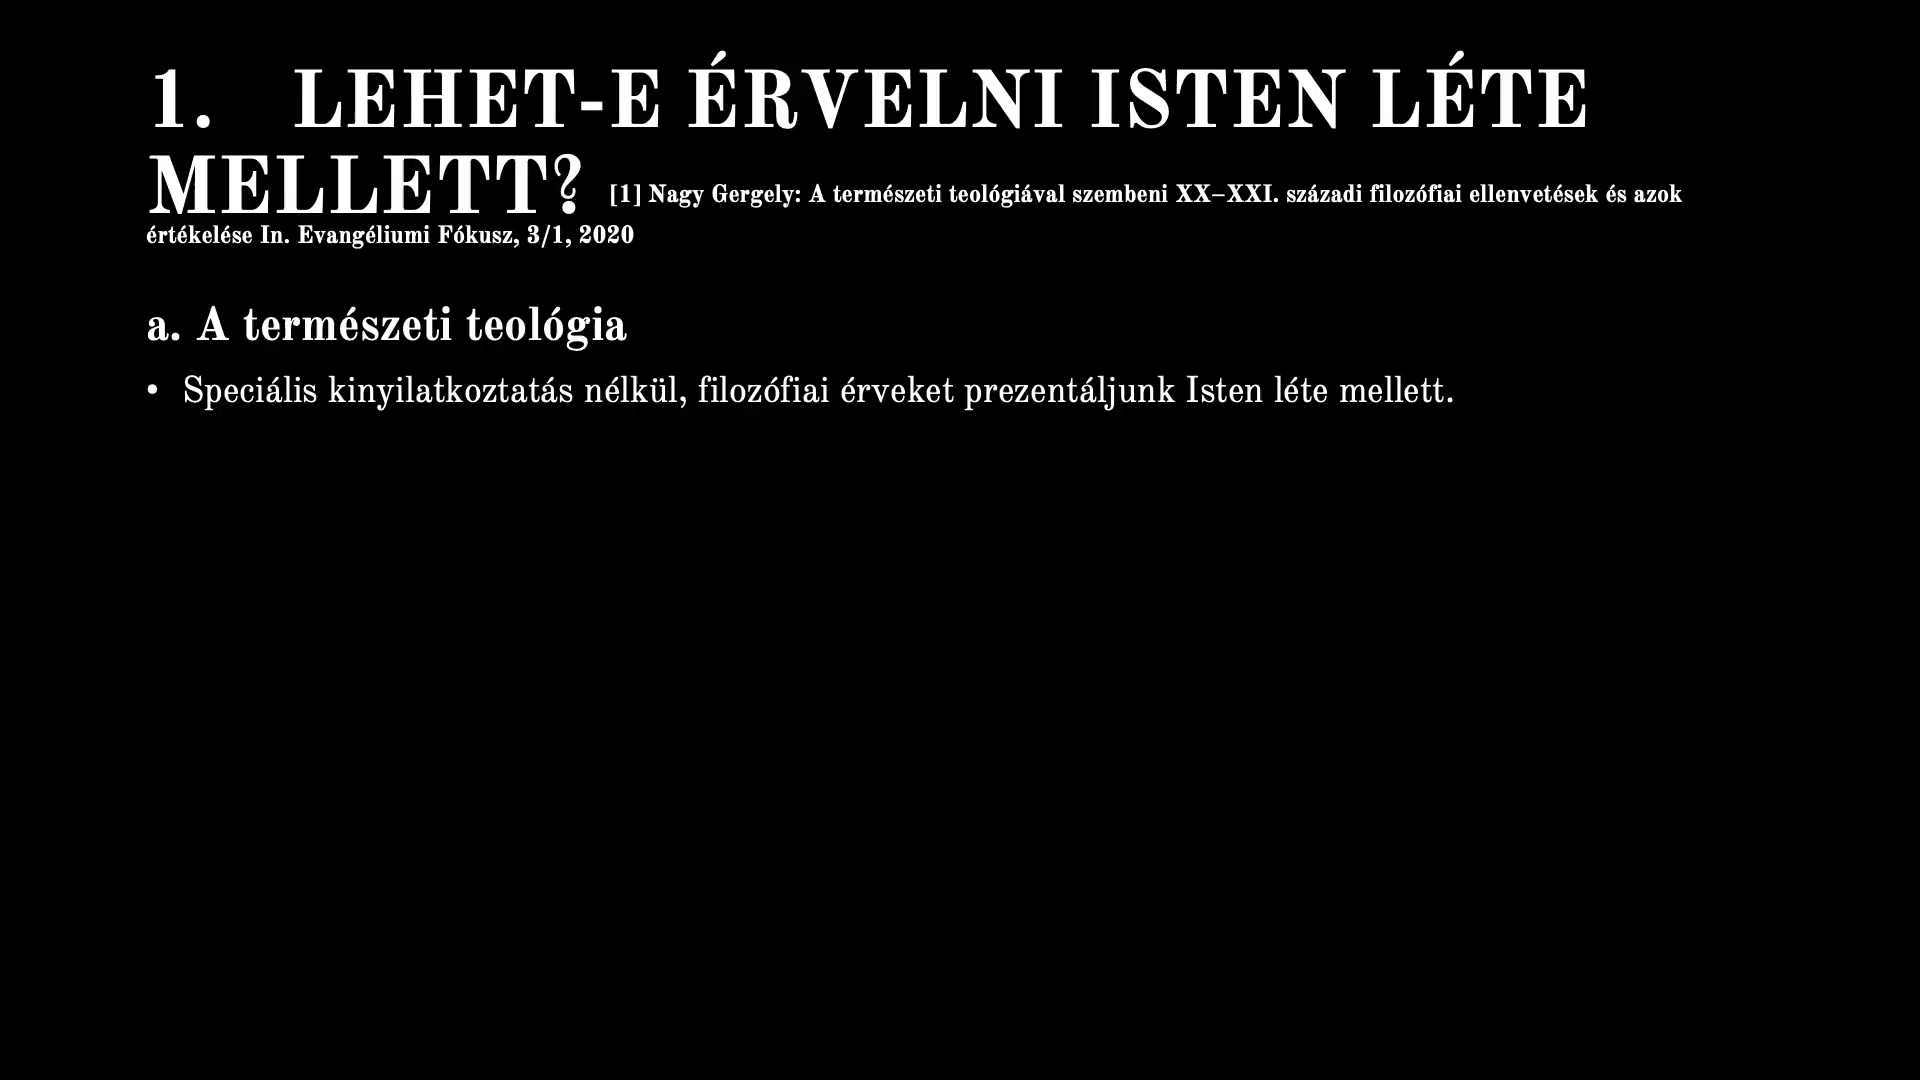 1. LEHET-E ÉRVELNI ISTEN LÉTE
MELLETT? [1] Nagy Gergely: A természeti teológiával szembeni XX–XXI. századi filozófiai ellenvetések és azok
értékelése In. Evangéliumi Fókusz, 3/1, 2020
a. A természeti teológia
• Speciális kinyilatkoztatás nélkül, filozófiai érveket prezentáljunk Isten léte mellett.